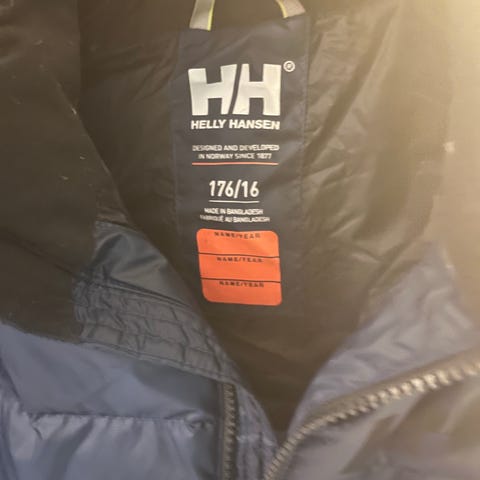 HH®
HELLY HANSEN
DESIGNED AND DEVELOPED
IN NORWAY SINCE 1877
176/16
MADE IN BANGLADESH
FABRIQUÉ AU BANGLADESH
NAME/YEAR
NAME/YEAR
NAME/YEAR